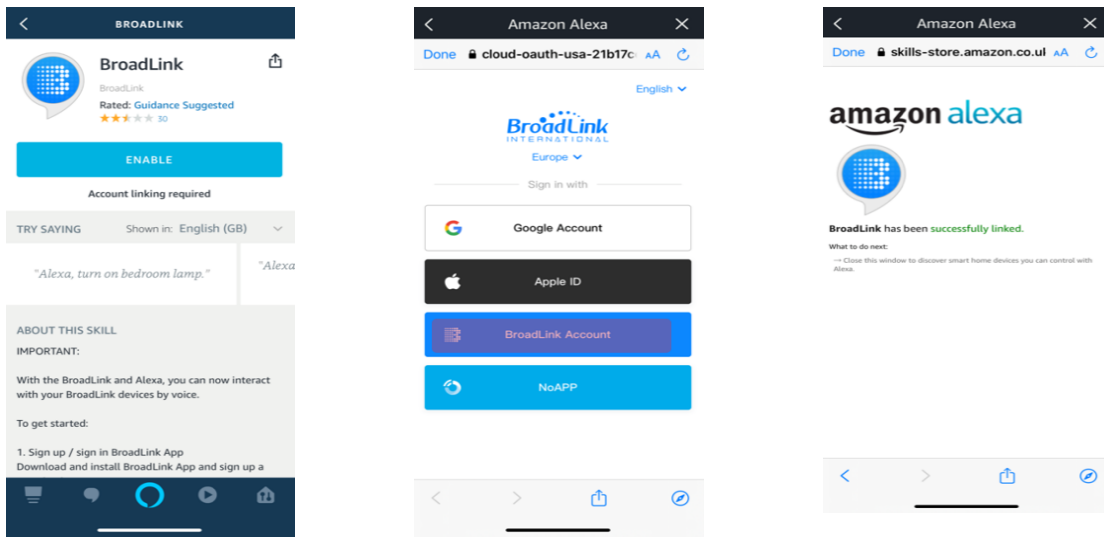 BROADLINK
BroadLink
BroadLink
Rated: Guidance Suggested
30
ENABLE
Account linking required
TRY SAYING Shown in: English (GB)
"Alexa, turn on bedroom lamp." "Alexa
ABOUT THIS SKILL
IMPORTANT:
With the BroadLink and Alexa, you can now interact
with your BroadLink devices by voice.
To get started:
1. Sign up / sign in BroadLink App
Download and install BroadLink App and sign up a
Amazon Alexa
Done cloud-oauth-usa-21b17c AA
English
BroadLink
INTERNATIONAL
Europe
Sign in with
Google Account
Apple ID
BroadLink Account
NoAPP
Amazon Alexa
Done skills-store.amazon.co.uk AA
amazon alexa
BroadLink has been successfully linked.
What to do next:
→ Close this window to discover smart home devices you can control with
Alexa.